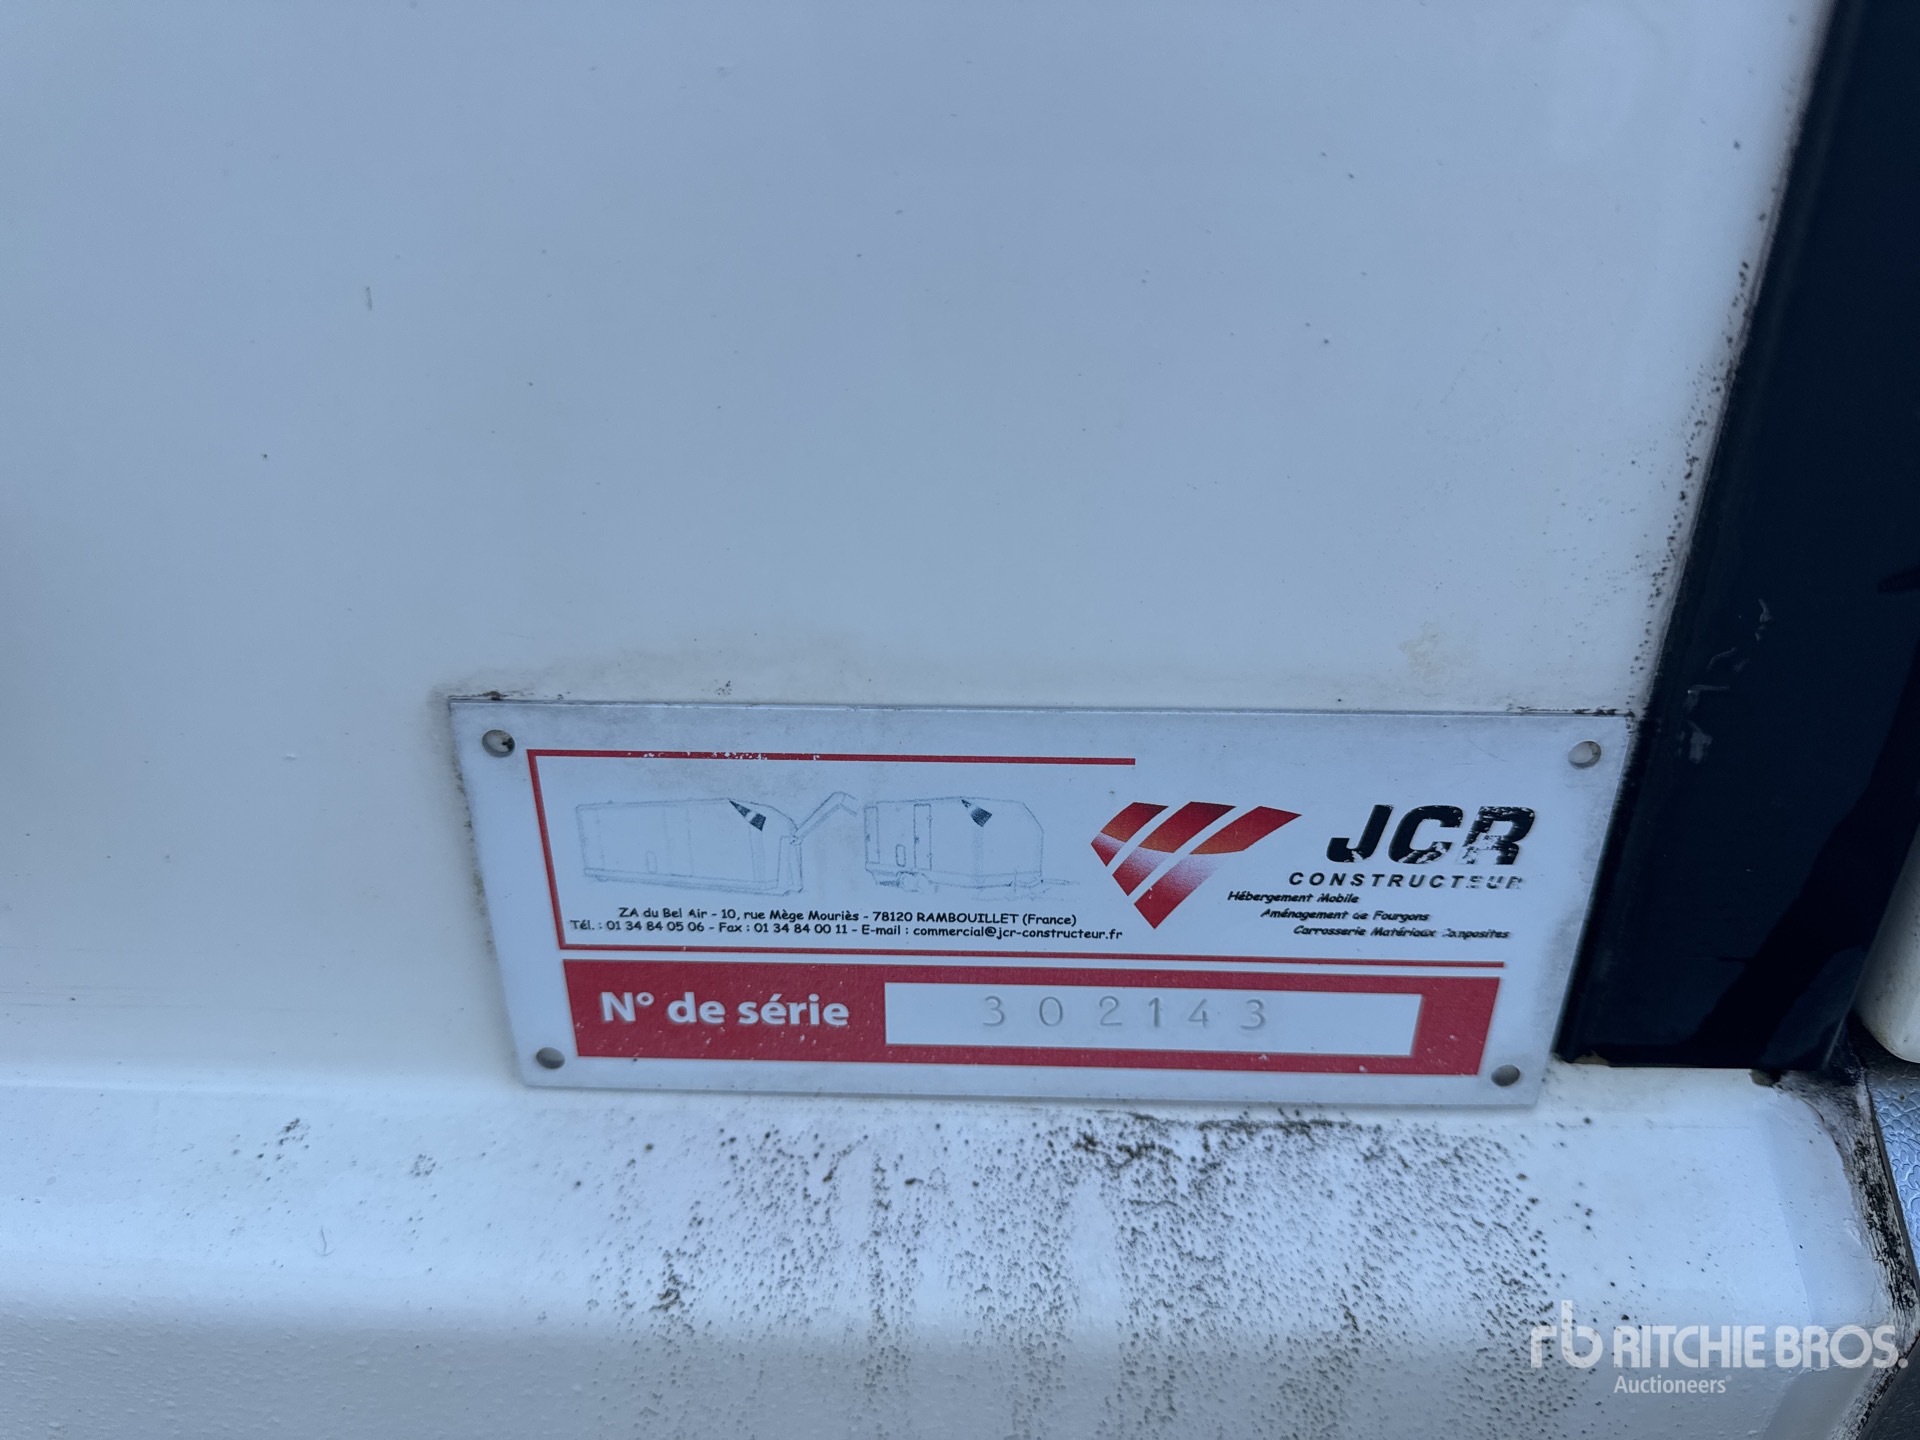 JCR
CONSTRUCTEUR
Hébergement Mobile
Aménagement de Fourgons
Carrosserie Matériaux Composites
ZA du Bel Air - 10, rue Mège Mouriès - 78120 RAMBOUILLET (France)
Tél. : 01 34 84 05 06 - Fax : 01 34 84 00 11 - E-mail : commercial@jcr-constructeur.fr
N° de série 302143
rb RITCHIE BROS.
Auctioneers